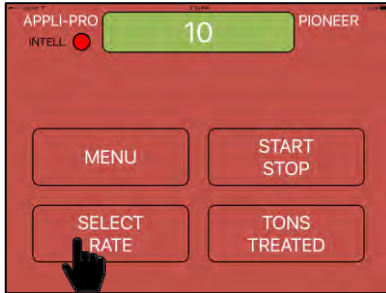 APPLI-PRO
10
PIONEER
INTELL
MENU
START
STOP
SELECT
RATE
TONS
TREATED